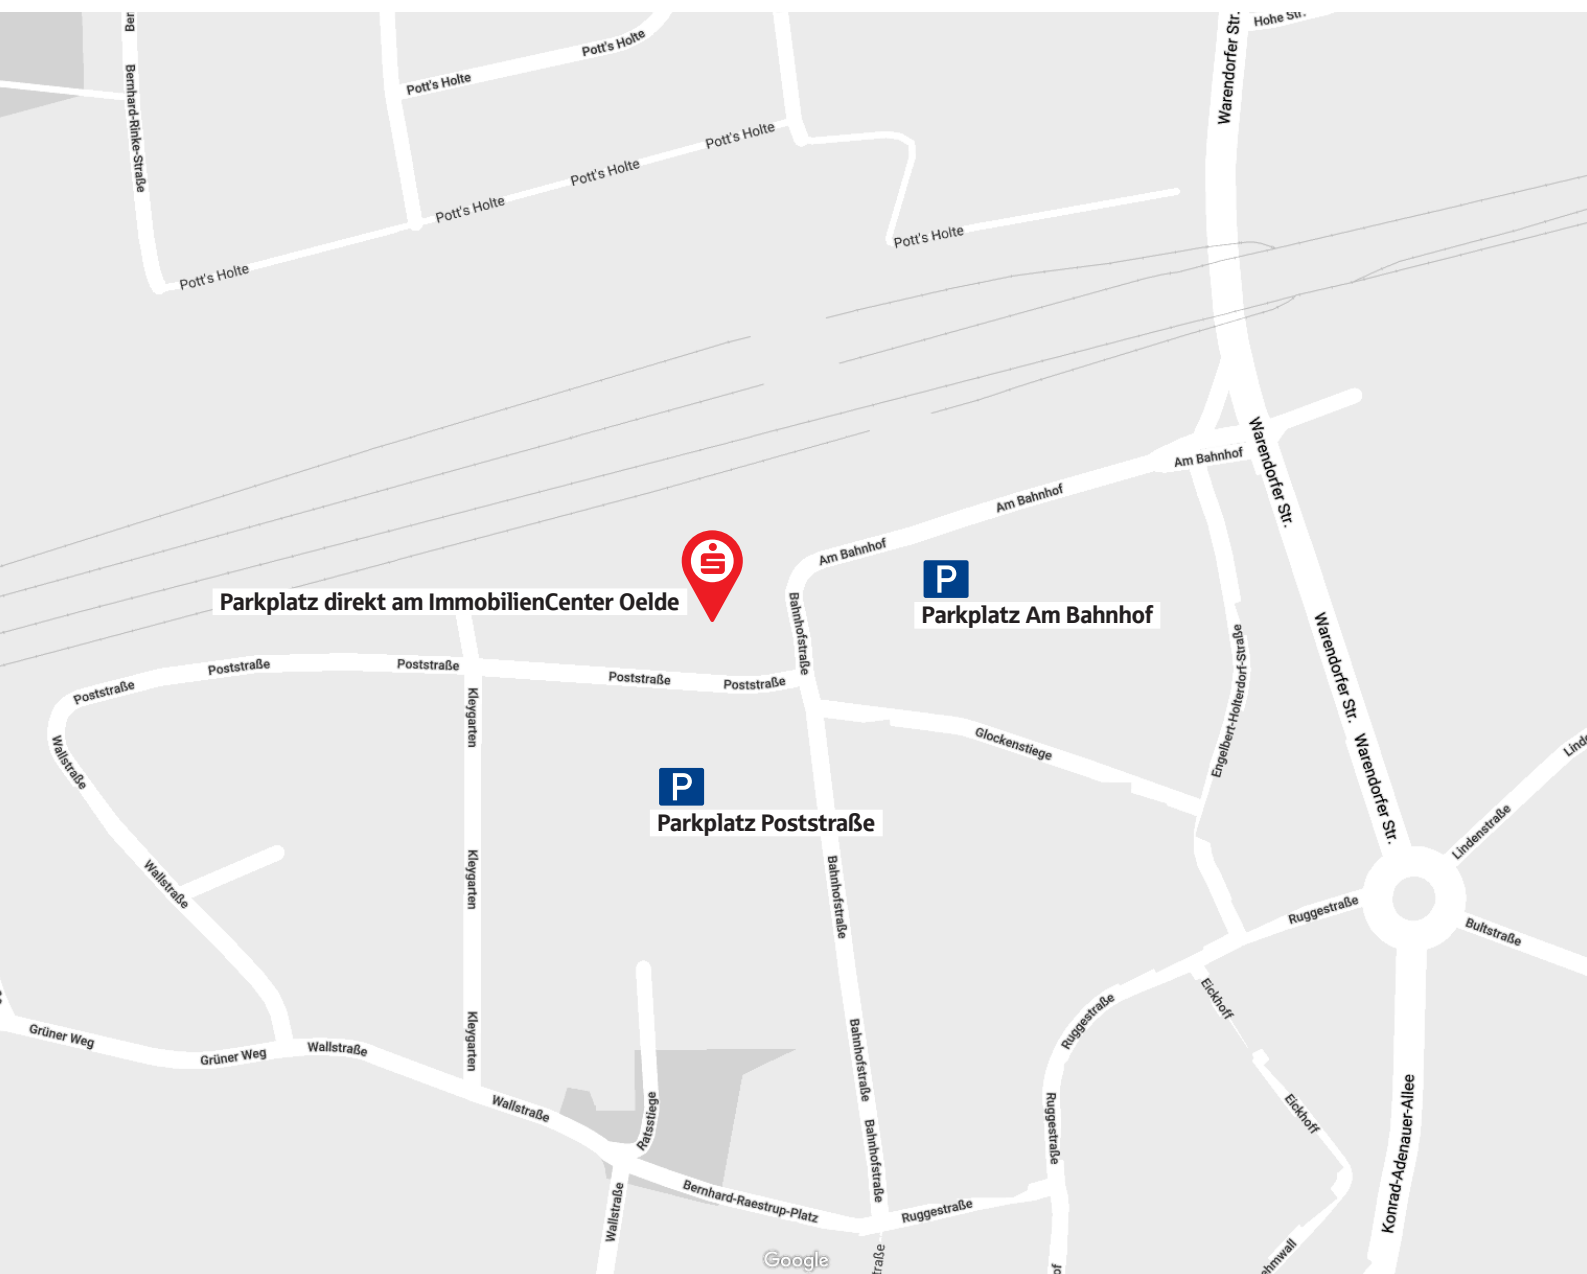 Bernhard-Rinke-Straße
Pott's Holte
Pott's Holte
Pott's Holte
Pott's Holte
Pott's Holte
Pott's Holte
Pott's Holte
Warendorfer Str.
Hohe Str.
Am Bahnhof
Am Bahnhof
Am Bahnhof
Warendorfer Str.
Parkplatz direkt am ImmobilienCenter Oelde
P
Parkplatz Am Bahnhof
Bahnhofstraße
Engelbert-Holterdorf-Straße
Warendorfer Str.
Warendorfer Str.
Poststraße
Poststraße
Poststraße
Poststraße
Poststraße
Wallstraße
Kleygarten
Glockenstiege
P
Parkplatz Poststraße
Lindenstraße
Wallstraße
Kleygarten
Bahnhofstraße
Ruggestraße
Bultstraße
Grüner Weg
Grüner Weg
Wallstraße
Kleygarten
Bahnhofstraße
Ruggestraße
Eickhoff
Wallstraße
Ratsstiege
Bahnhofstraße
Ruggestraße
Eickhoff
Konrad-Adenauer-Allee
Wallstraße
Bernhard-Raestrup-Platz
Ruggestraße
Google